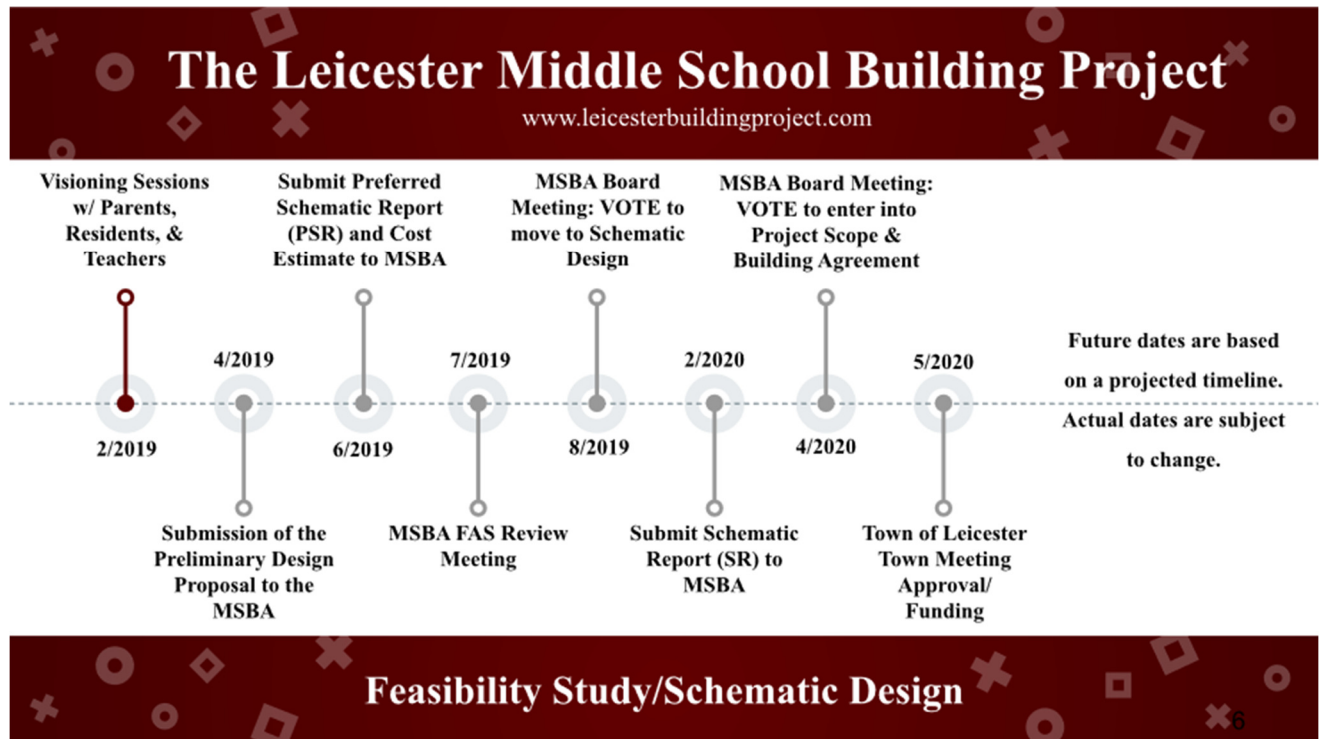 The Leicester Middle School Building Project
www.leicesterbuildingproject.com
Visioning Sessions
w/ Parents,
Residents, &
Teachers
2/2019
4/2019
Submission of the
Preliminary Design
Proposal to the
MSBA
Submit Preferred
Schematic Report
(PSR) and Cost
Estimate to MSBA
6/2019
7/2019
MSBA FAS Review
Meeting
MSBA Board
Meeting: VOTE to
move to Schematic
Design
8/2019
2/2020
Submit Schematic
Report (SR) to
MSBA
MSBA Board Meeting:
VOTE to enter into
Project Scope &
Building Agreement
4/2020
5/2020
Town of Leicester
Town Meeting
Approval/
Funding
Future dates are based
on a projected timeline.
Actual dates are subject
to change.
Feasibility Study/Schematic Design
6